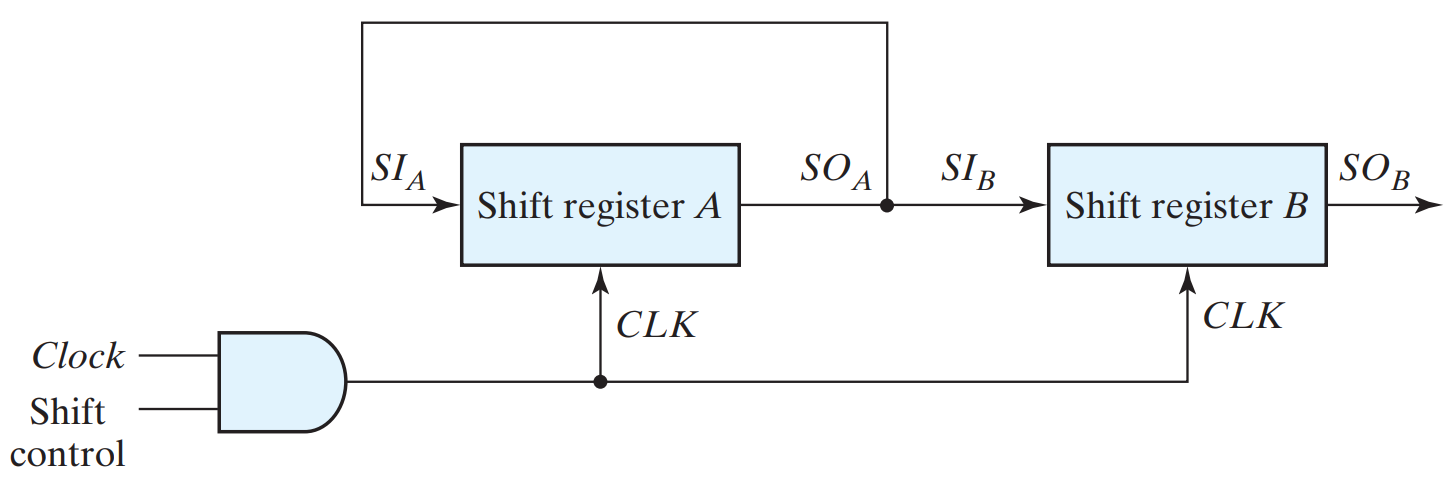 SI_A
Shift register A
SO_A
SI_B
Shift register B
SO_B
CLK
CLK
Clock
Shift
control